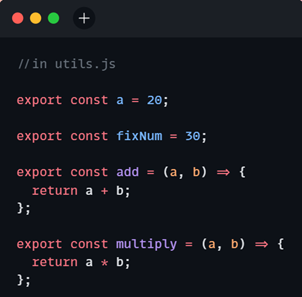 //in utils.js
export const a = 20;
export const fixNum = 30;
export const add = (a, b) => {
  return a + b;
};
export const multiply = (a, b) => {
  return a * b;
};